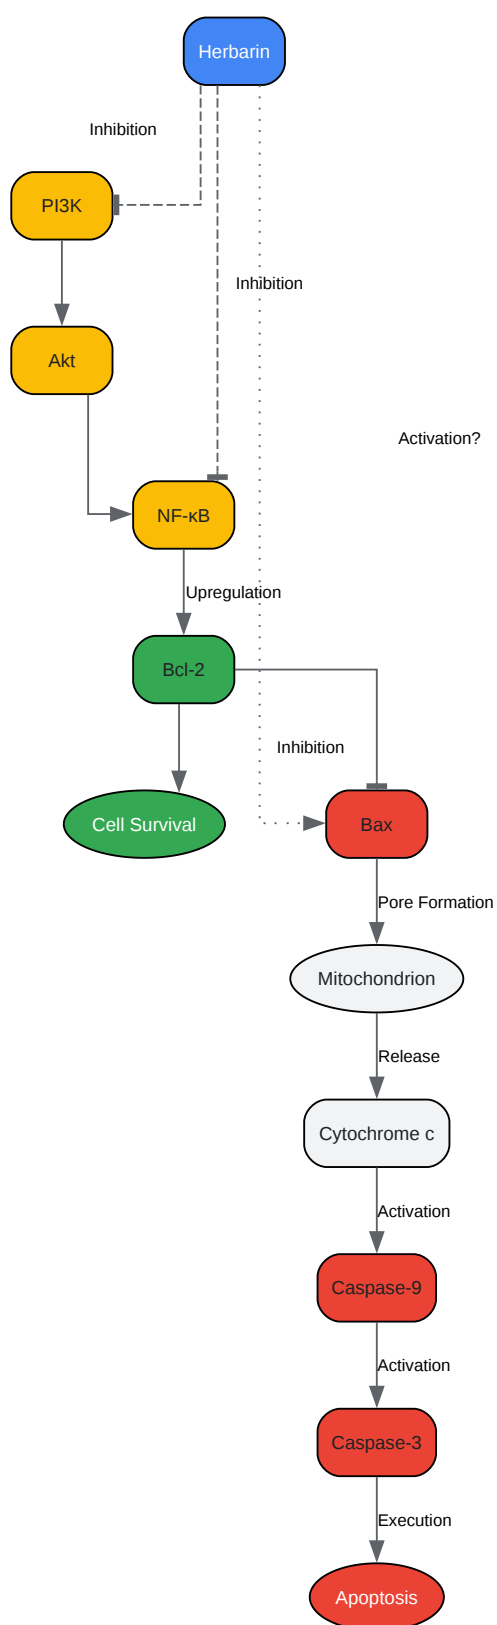 Herbarin
Inhibition
PI3K
Inhibition
Akt
Activation?
NF-κB
Upregulation
Bcl-2
Inhibition
Cell Survival
Bax
Pore Formation
Mitochondrion
Release
Cytochrome c
Activation
Caspase-9
Activation
Caspase-3
Execution
Apoptosis